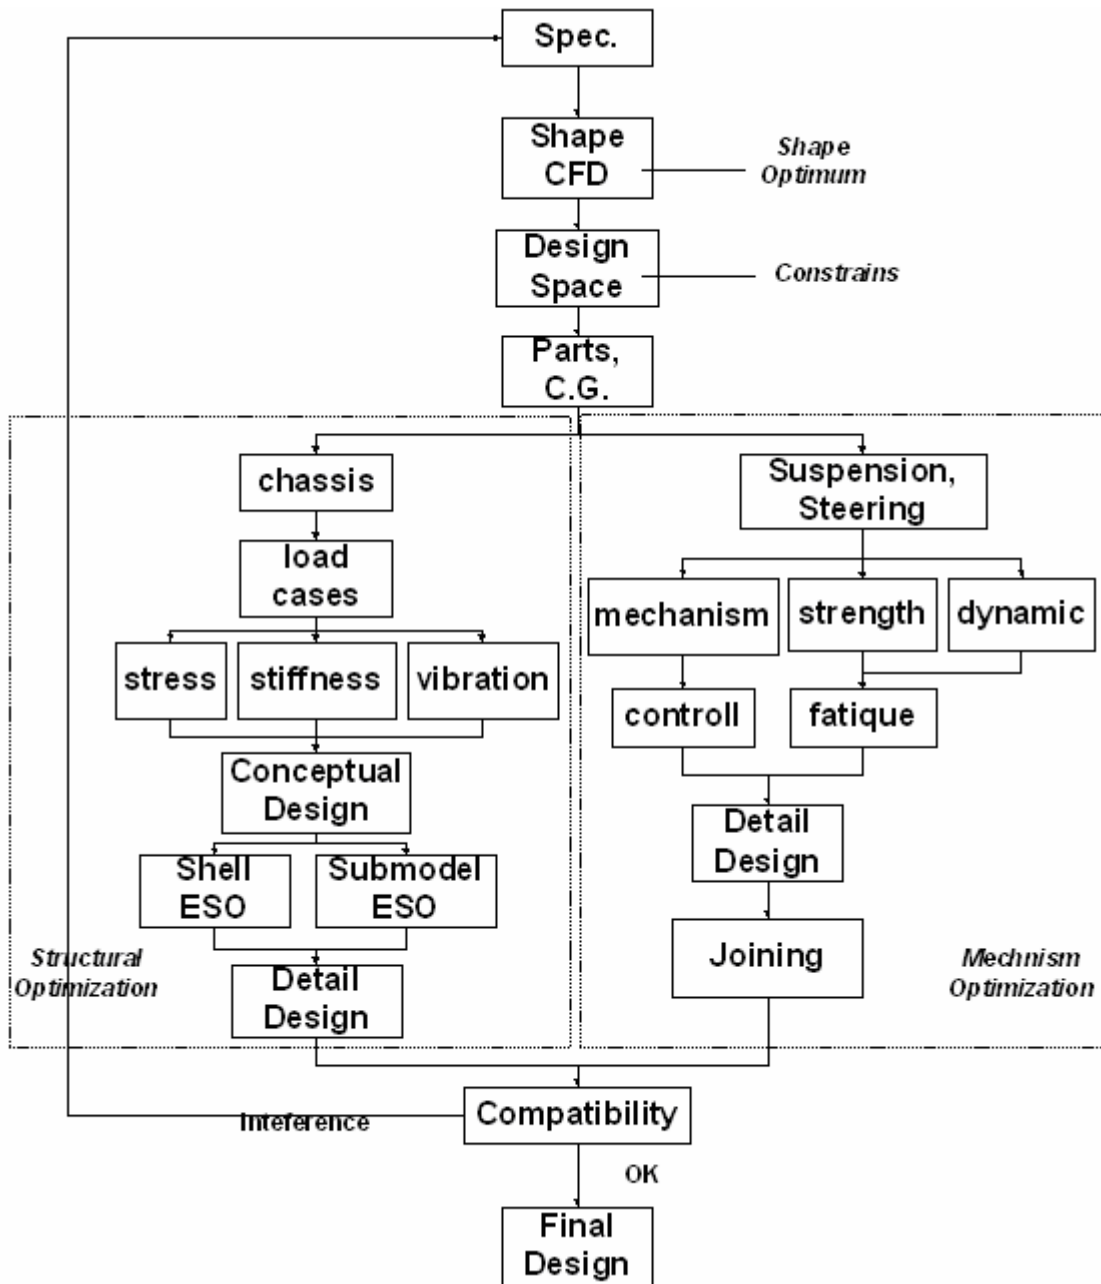 Spec.
Shape
CFD
Shape
Optimum
Design
Space
Constrains
Parts,
C.G.
chassis
load
cases
stress
stiffness
vibration
Conceptual
Design
Shell
ESO
Submodel
ESO
Structural
Optimization
Detail
Design
Suspension,
Steering
mechanism
strength
dynamic
controll
fatique
Detail
Design
Joining
Mechnism
Optimization
Compatibility
Inteference
OK
Final
Design